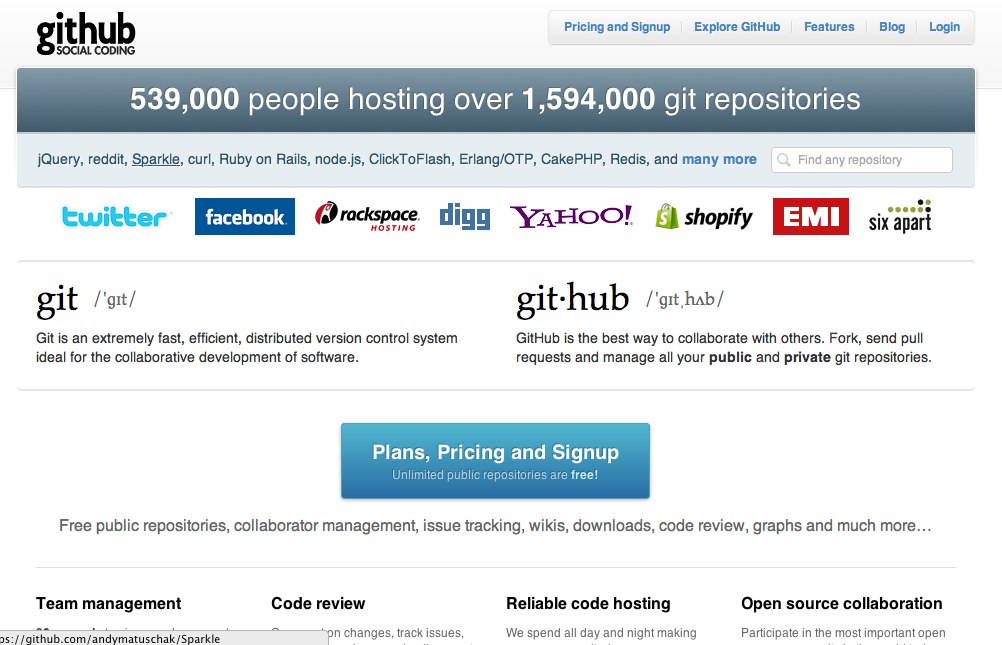 github
SOCIAL CODING
Pricing and Signup Explore GitHub Features Blog Login
539,000 people hosting over 1,594,000 git repositories
jQuery, reddit, Sparkle, curl, Ruby on Rails, node.js, ClickToFlash, Erlang/OTP, CakePHP, Redis, and many more
Find any repository
twitter facebook rackspace HOSTING digg YAHOO! shopify EMI six apart
git /ˈgɪt/
Git is an extremely fast, efficient, distributed version control system
ideal for the collaborative development of software.
git·hub /ˈgɪtˌhʌb/
GitHub is the best way to collaborate with others. Fork, send pull
requests and manage all your public and private git repositories.
Plans, Pricing and Signup
Unlimited public repositories are free!
Free public repositories, collaborator management, issue tracking, wikis, downloads, code review, graphs and much more…
Team management
Code review
on changes, track issues,
Reliable code hosting
We spend all day and night making
Open source collaboration
Participate in the most important open
ps://github.com/andymatuschak/Sparkle